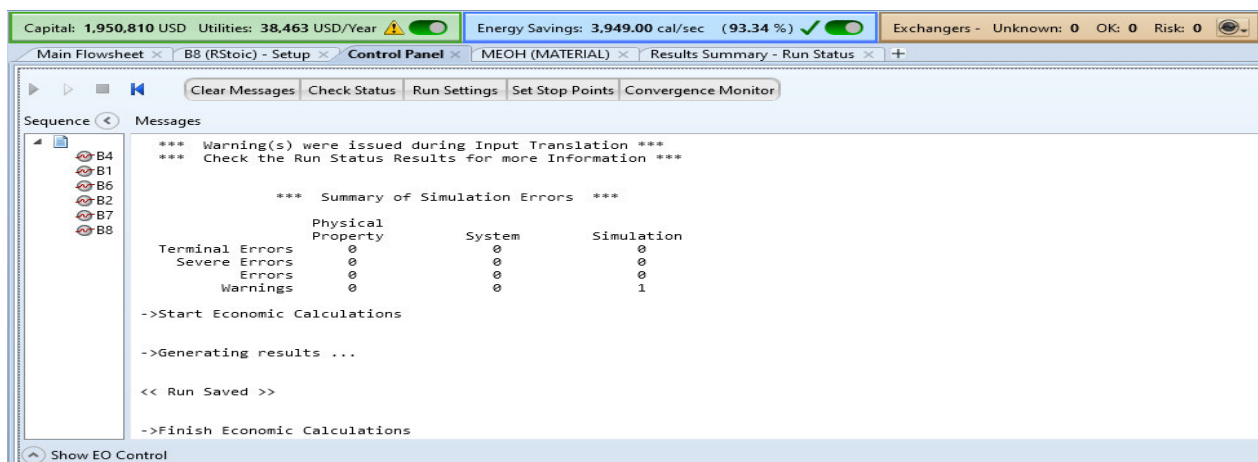 Capital: 1,950,810 USD Utilities: 38,463 USD/Year Energy Savings: 3,949.00 cal/sec (93.34 %) Exchangers - Unknown: 0 OK: 0 Risk: 0
Main Flowsheet × B8 (RStoic) - Setup × Control Panel × MEOH (MATERIAL) × Results Summary - Run Status × +
Clear Messages Check Status Run Settings Set Stop Points Convergence Monitor
Sequence Messages
B4
B1
B6
B2
B7
B8
*** Warning(s) were issued during Input Translation ***
*** Check the Run Status Results for more Information ***
*** Summary of Simulation Errors ***
Physical
Property System Simulation
Terminal Errors 0 0 0
Severe Errors 0 0 0
Errors 0 0 0
Warnings 0 0 1
->Start Economic Calculations
->Generating results ...
<< Run Saved >>
->Finish Economic Calculations
Show EO Control